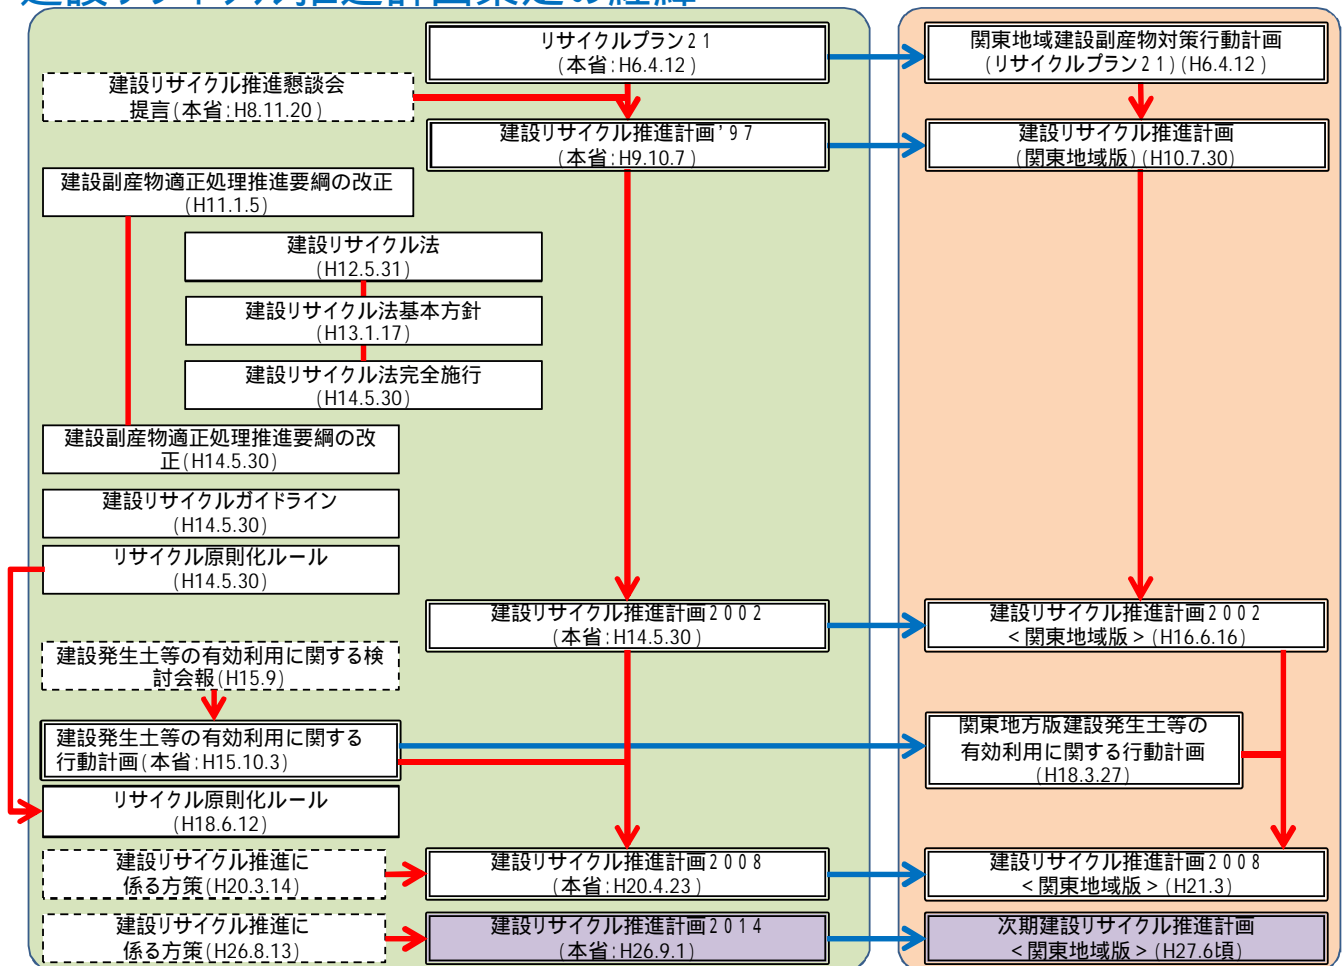 建設リサイクル推進計画策定の経緯
リサイクルプラン２１
(本省:H6.4.12)
関東地域建設副産物対策行動計画
(リサイクルプラン２１)(H6.4.12 )
建設リサイクル推進懇談会
提言(本省:H8.11.20)
建設リサイクル推進計画’９７
(本省:H9.10.7)
建設リサイクル推進計画
(関東地域版)(H10.7.30)
建設副産物適正処理推進要綱の改正
(H11.1.5)
建設リサイクル法
(H12.5.31)
建設リサイクル法基本方針
(H13.1.17)
建設リサイクル法完全施行
(H14.5.30)
建設副産物適正処理推進要綱の改
正(H14.5.30)
建設リサイクルガイドライン
(H14.5.30)
リサイクル原則化ルール
(H14.5.30)
建設リサイクル推進計画２００２
(本省:H14.5.30)
建設リサイクル推進計画２００２
<関東地域版>(H16.6.16)
建設発生土等の有効利用に関する検
討会報(H15.9)
建設発生土等の有効利用に関する
行動計画(本省:H15.10.3)
関東地方版建設発生土等の
有効利用に関する行動計画
(H18.3.27)
リサイクル原則化ルール
(H18.6.12)
建設リサイクル推進に
係る方策(H20.3.14)
建設リサイクル推進計画２００８
(本省:H20.4.23)
建設リサイクル推進計画２００８
<関東地域版>(H21.3)
建設リサイクル推進に
係る方策(H26.8.13)
建設リサイクル推進計画２０１４
(本省:H26.9.1)
次期建設リサイクル推進計画
<関東地域版>(H27.6頃)